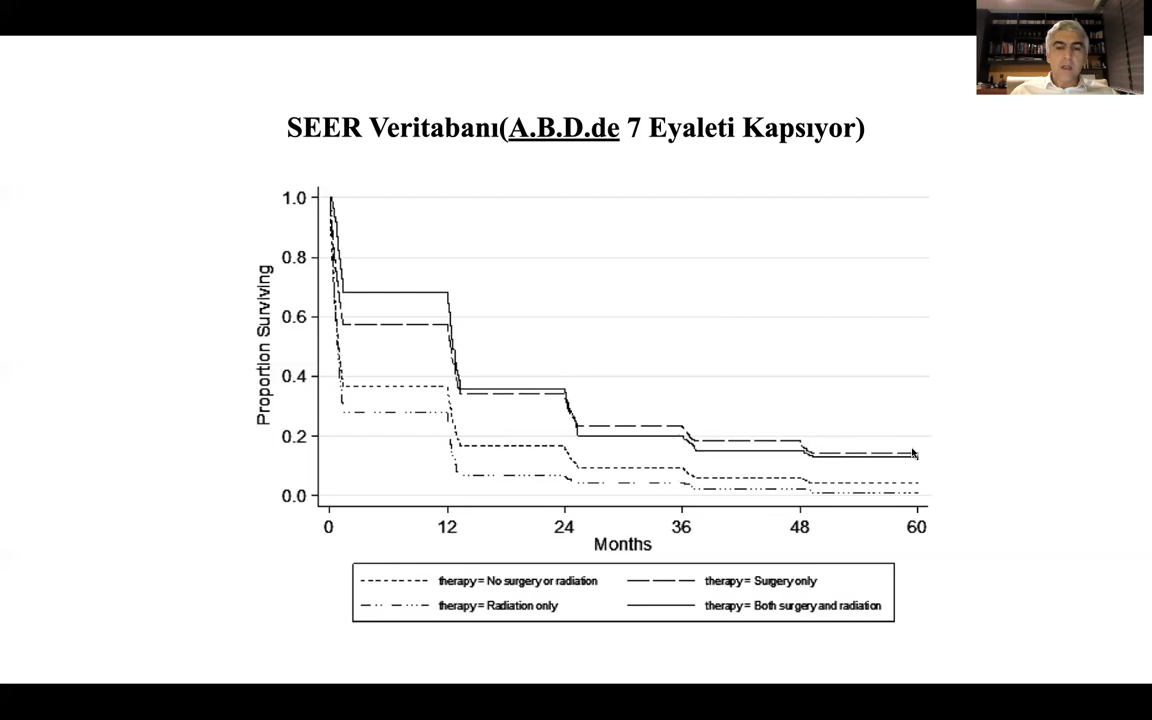 SEER Veritabanı(A.B.D.de 7 Eyaleti Kapsıyor)
Proportion Surviving
1.0
0.8
0.6
0.4
0.2
0.0
0 12 24 36 48 60
Months
therapy = No surgery or radiation therapy = Surgery only
therapy = Radiation only therapy = Both surgery and radiation